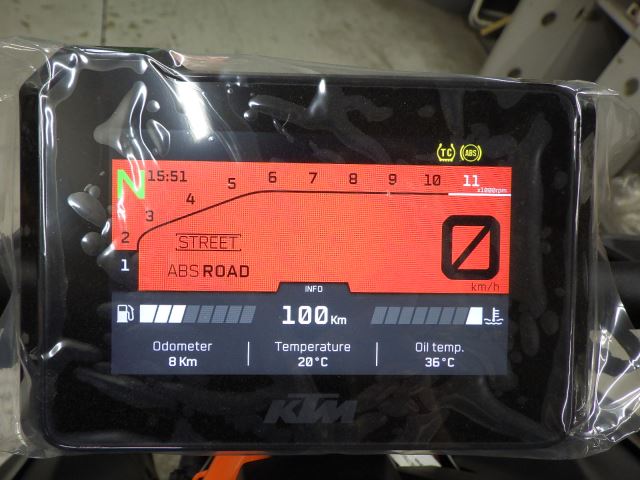 TC ABS
N 15:51
1 2 3 4 5 6 7 8 9 10 11
x1000rpm
STREET
ABS ROAD
0
km/h
INFO
100 Km
Odometer Temperature Oil temp.
8 Km 20°C 36°C
KTM